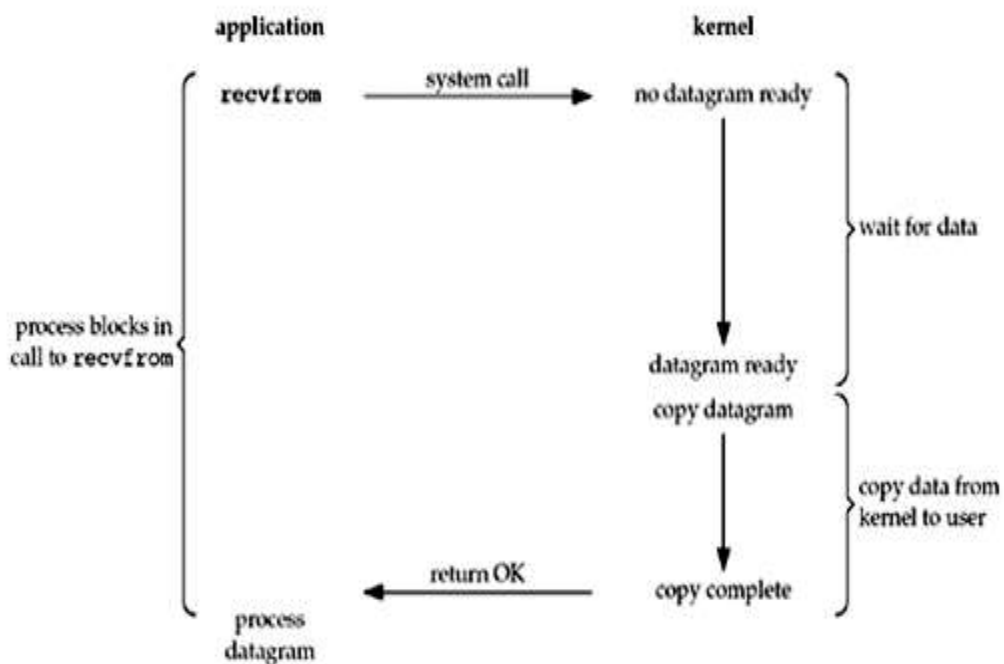 application
kernel
recvfrom
system call
no datagram ready
wait for data
process blocks in
call to recvfrom
datagram ready
copy datagram
copy data from
kernel to user
return OK
copy complete
process
datagram